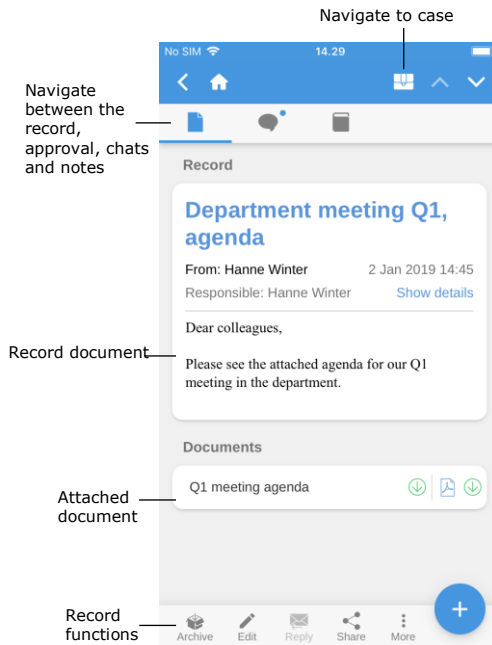 Navigate to case
No SIM
14.29
Navigate
between the
record,
approval, chats
and notes
Record
Department meeting Q1,
agenda
From: Hanne Winter 2 Jan 2019 14:45
Responsible: Hanne Winter Show details
Dear colleagues,
Record document
Please see the attached agenda for our Q1
meeting in the department.
Documents
Q1 meeting agenda
Attached
document
Record
functions
Archive Edit Reply Share More